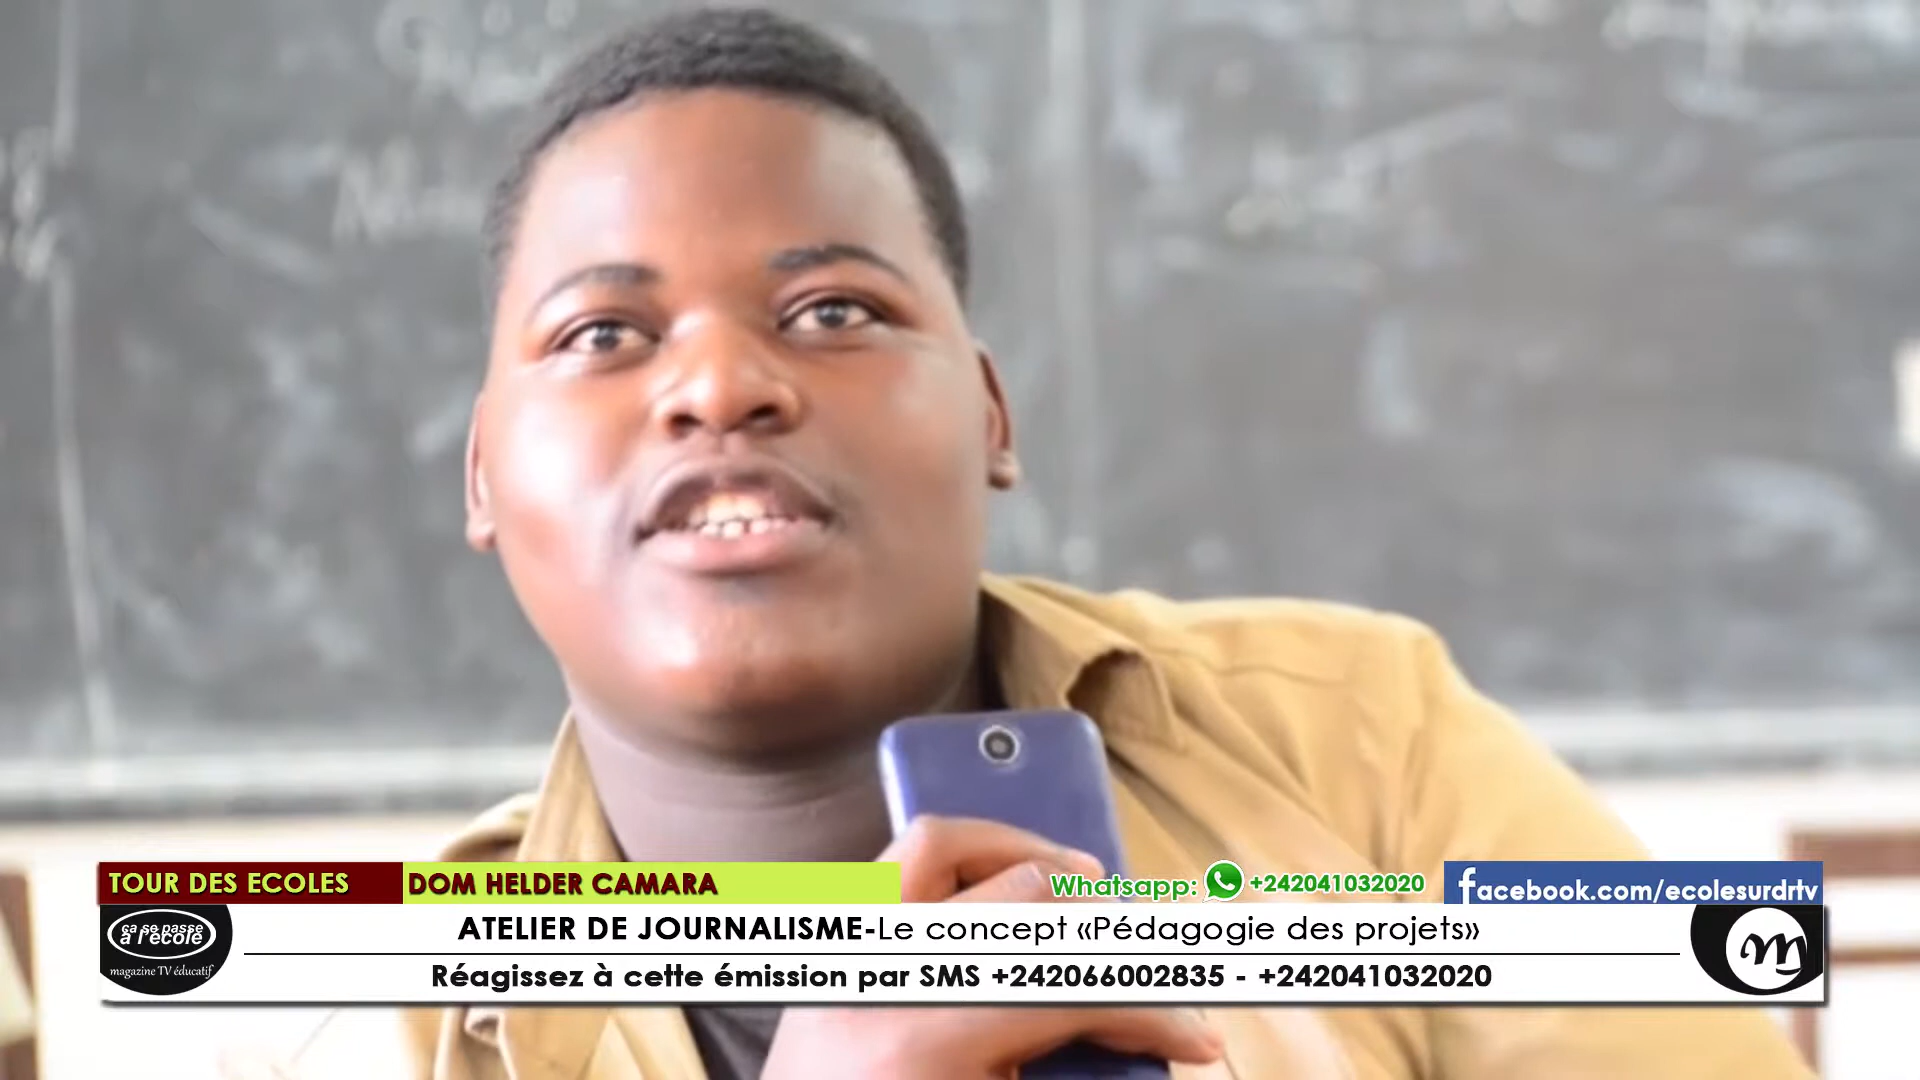 TOUR DES ECOLES
DOM HELDER CAMARA
Whatsapp: +242041032020
facebook.com/ecolesurdrtv
ça se passe
à l'école
magazine TV éducatif
ATELIER DE JOURNALISME-Le concept «Pédagogie des projets»
Réagissez à cette émission par SMS +242066002835 - +242041032020
m